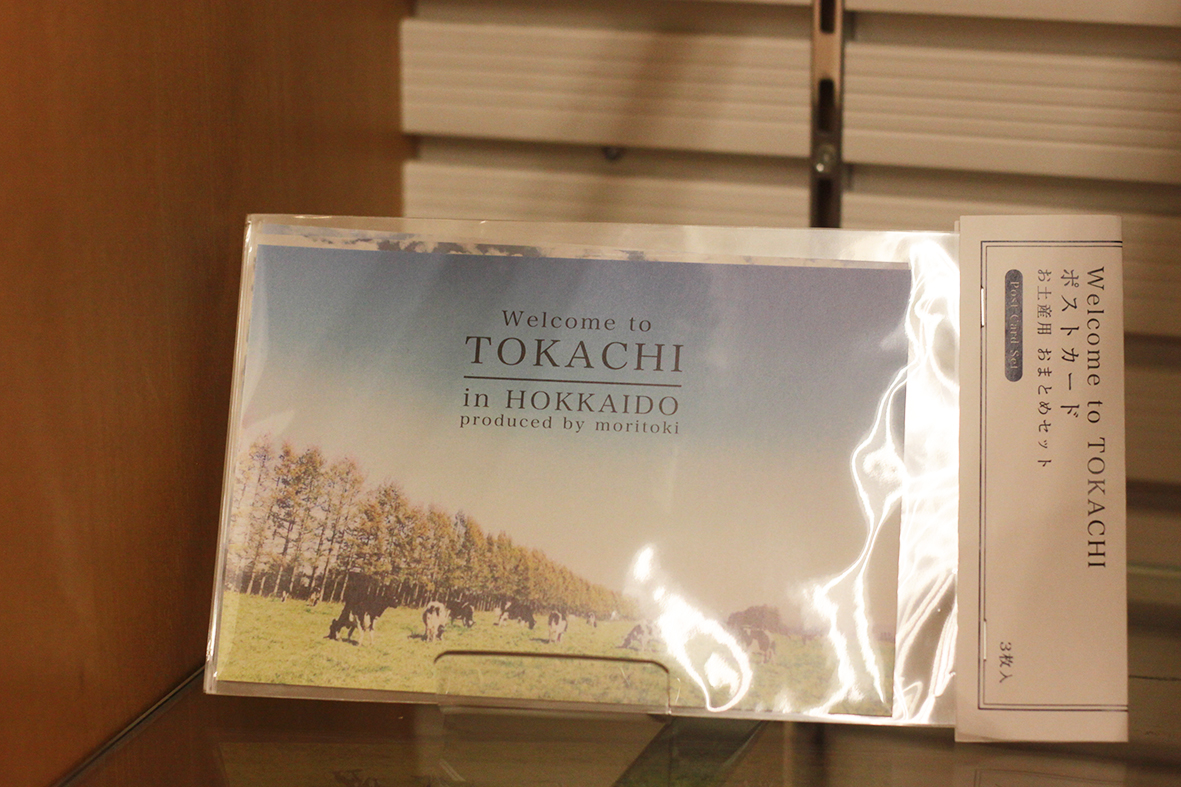 Welcome to
TOKACHI
in HOKKAIDO
produced by moritoki
Welcome to TOKACHI
ポストカード
お土産用 おまとめセット
Post Card Set
3枚入